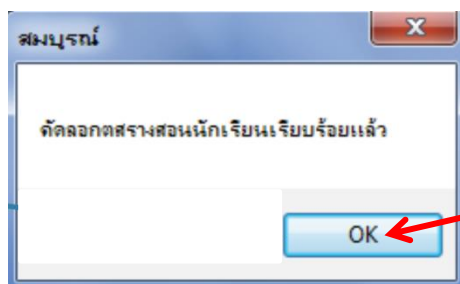 สมบุรณ์
คัดลอกตสรางสอนนักเรียนเรียบร้อยแล้ว
OK